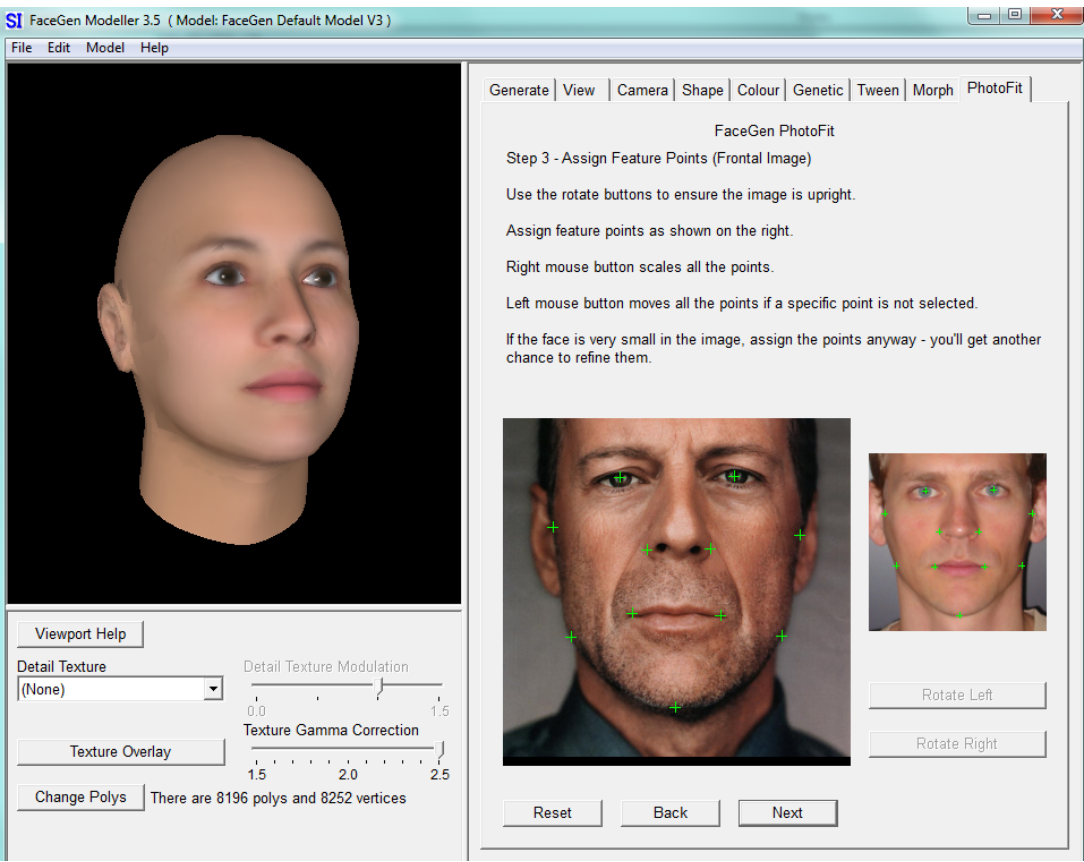 SI FaceGen Modeller 3.5 ( Model: FaceGen Default Model V3 )
File Edit Model Help
Generate View Camera Shape Colour Genetic Tween Morph PhotoFit
FaceGen PhotoFit
Step 3 - Assign Feature Points (Frontal Image)
Use the rotate buttons to ensure the image is upright.
Assign feature points as shown on the right.
Right mouse button scales all the points.
Left mouse button moves all the points if a specific point is not selected.
If the face is very small in the image, assign the points anyway - you'll get another
chance to refine them.
Viewport Help
Detail Texture
(None)
Detail Texture Modulation
0.0 1.5
Texture Overlay
Texture Gamma Correction
1.5 2.0 2.5
Change Polys There are 8196 polys and 8252 vertices
Rotate Left
Rotate Right
Reset Back Next